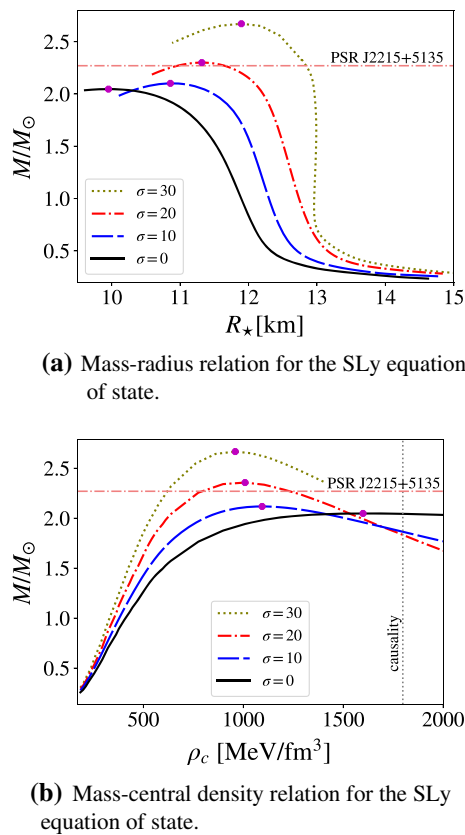 PSR J2215+5135
2.5
2.0
1.5
1.0
0.5
M/M⊙
σ = 30
σ = 20
σ = 10
σ = 0
10 11 12 13 14 15
R⋆[km]
(a) Mass-radius relation for the SLy equation
of state.
2.5
2.0
1.5
1.0
0.5
M/M⊙
PSR J2215+5135
causality
σ = 30
σ = 20
σ = 10
σ = 0
500 1000 1500 2000
ρc [MeV/fm³]
(b) Mass-central density relation for the SLy
equation of state.